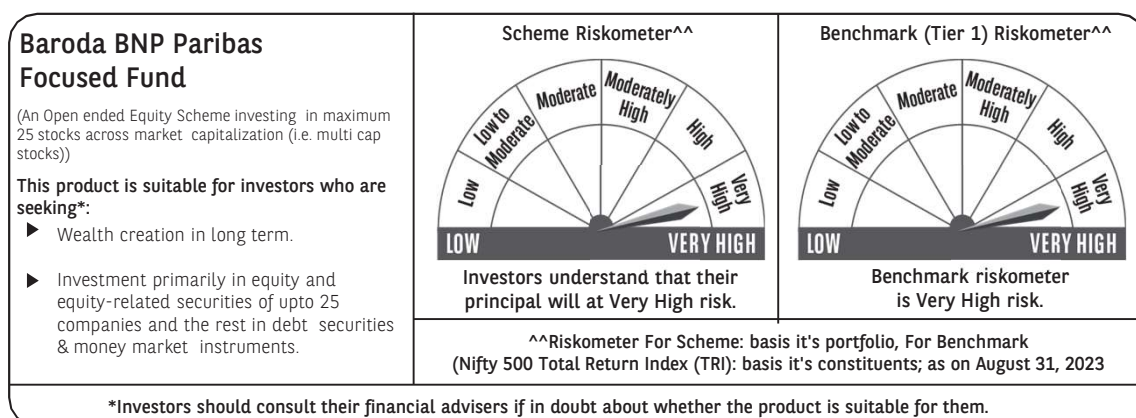 Baroda BNP Paribas
Focused Fund
(An Open ended Equity Scheme investing in maximum
25 stocks across market capitalization (i.e. multi cap
stocks))
This product is suitable for investors who are
seeking*:
▶ Wealth creation in long term.
▶ Investment primarily in equity and
equity-related securities of upto 25
companies and the rest in debt securities
& money market instruments.
Scheme Riskometer^^
Low
Low to
Moderate
Moderate
Moderately
High
High
Very
High
LOW
VERY HIGH
Investors understand that their
principal will at Very High risk.
Benchmark (Tier 1) Riskometer^^
Low
Low to
Moderate
Moderate
Moderately
High
High
Very
High
LOW
VERY HIGH
Benchmark riskometer
is Very High risk.
^^Riskometer For Scheme: basis it's portfolio, For Benchmark
(Nifty 500 Total Return Index (TRI): basis it's constituents; as on August 31, 2023
*Investors should consult their financial advisers if in doubt about whether the product is suitable for them.